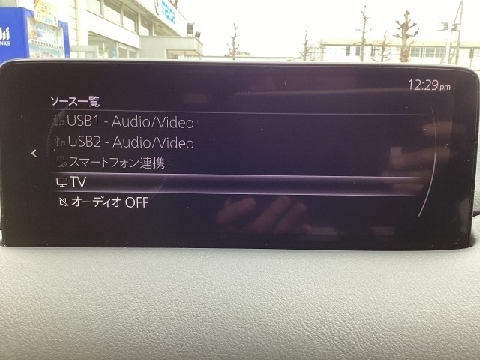 12:29pm
ソース一覧
USB1 - Audio/Video
USB2 - Audio/Video
スマートフォン連携
TV
オーディオ OFF